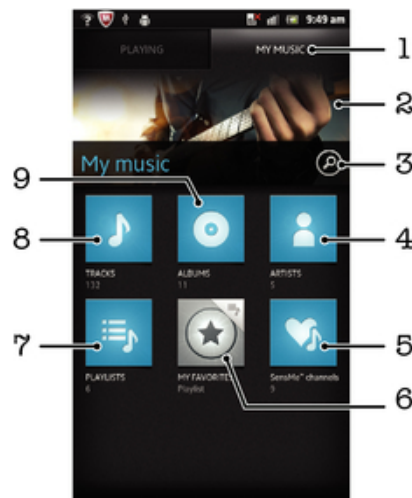 9:49 am
PLAYING
MY MUSIC
1
2
My music
3
9
8
4
TRACKS
132
ALBUMS
11
ARTISTS
5
7
5
PLAYLISTS
6
MY FAVORITES
Playlist
SensMe™ channels
9
6